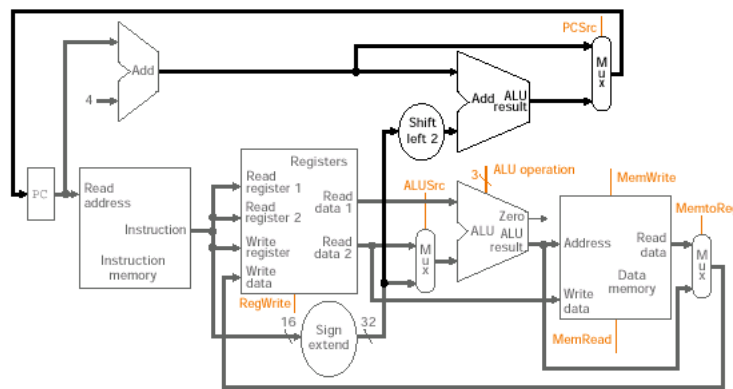 PCSrc
Add
4
Mux
Add
ALU
result
Shift
left 2
PC
Read
address
Instruction
Instruction
memory
Registers
Read
register 1
Read
register 2
Write
register
Write
data
Read
data 1
Read
data 2
RegWrite
16
Sign
extend
32
ALUSrc
Mux
3
ALU operation
Zero
ALU
ALU
result
MemWrite
Address
Read
data
Data
memory
Write
data
MemRead
MemtoRe
Mux